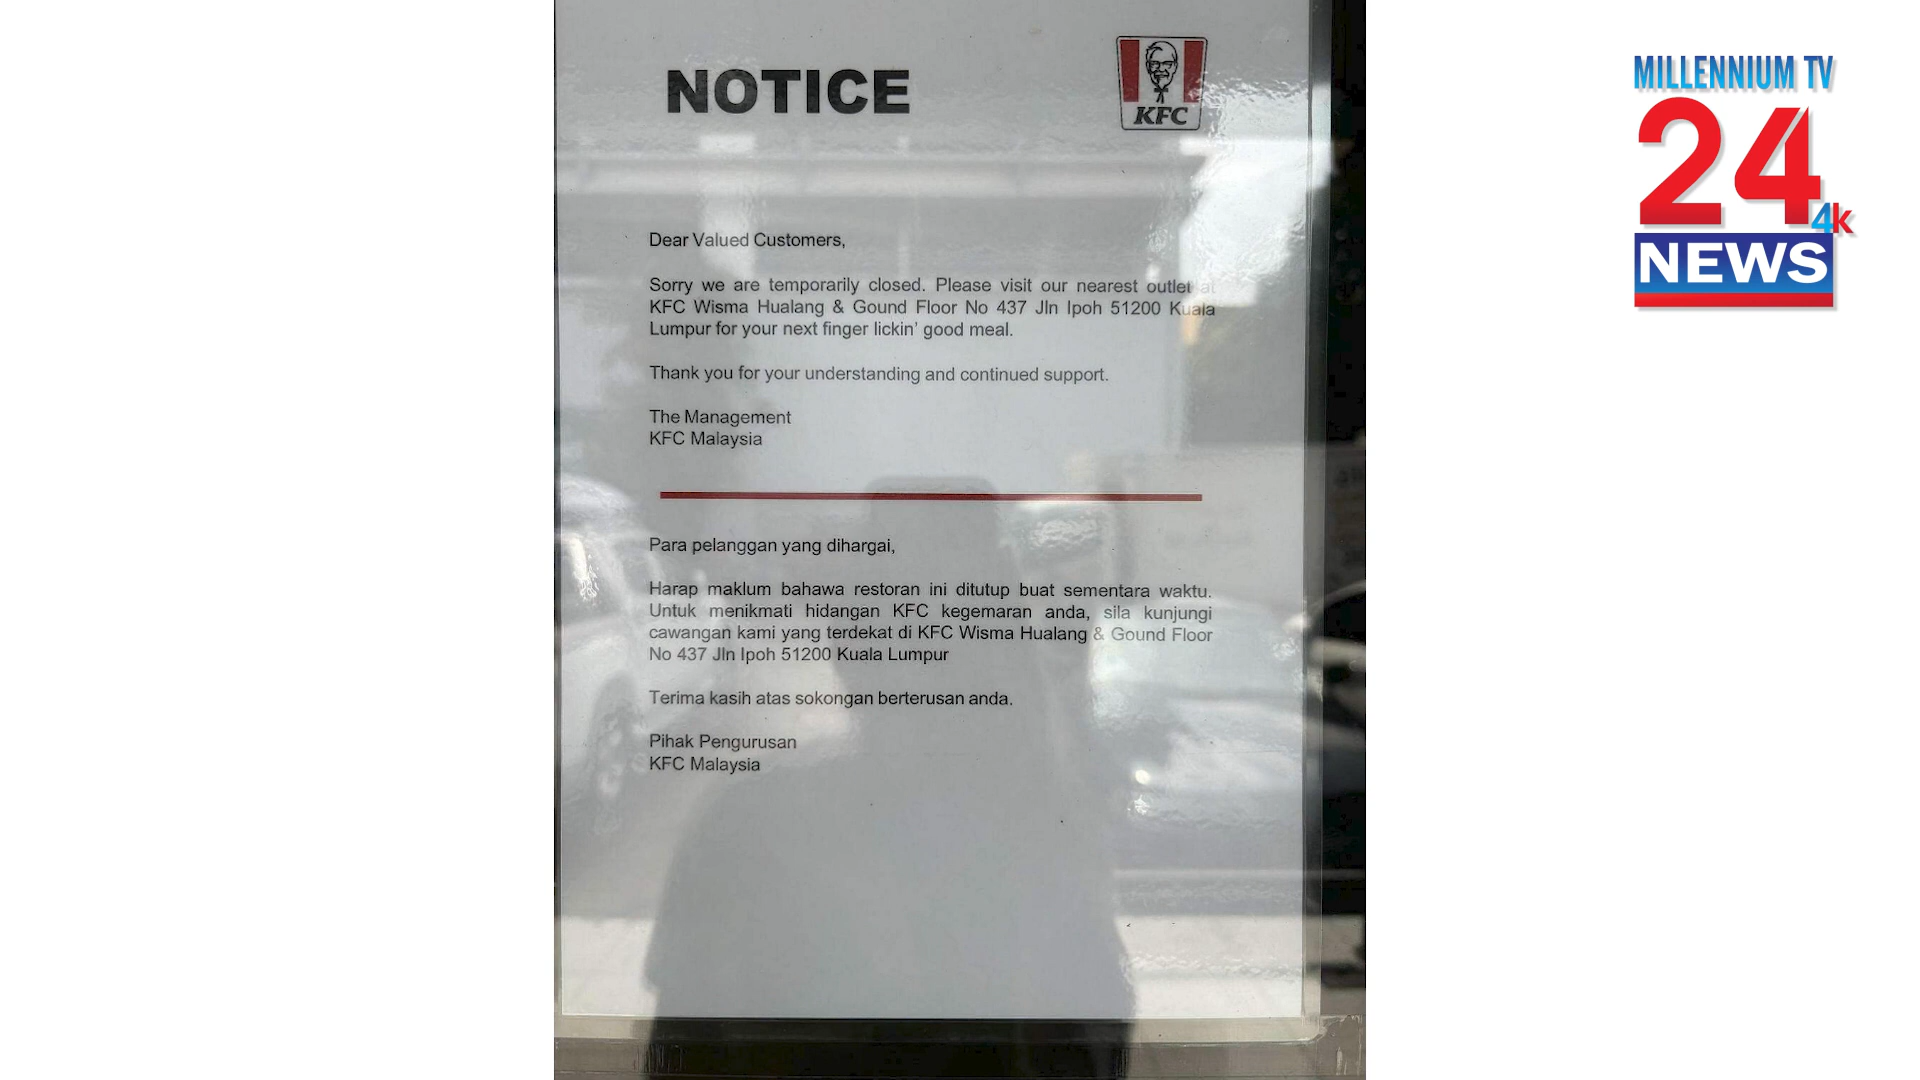 NOTICE
KFC
Dear Valued Customers,
Sorry we are temporarily closed. Please visit our nearest outlet at
KFC Wisma Hualang & Gound Floor No 437 Jln Ipoh 51200 Kuala
Lumpur for your next finger lickin' good meal.
Thank you for your understanding and continued support.
The Management
KFC Malaysia
Para pelanggan yang dihargai,
Harap maklum bahawa restoran ini ditutup buat sementara waktu.
Untuk menikmati hidangan KFC kegemaran anda, sila kunjungi
cawangan kami yang terdekat di KFC Wisma Hualang & Gound Floor
No 437 Jln Ipoh 51200 Kuala Lumpur
Terima kasih atas sokongan berterusan anda.
Pihak Pengurusan
KFC Malaysia
MILLENNIUM TV
24
4k
NEWS